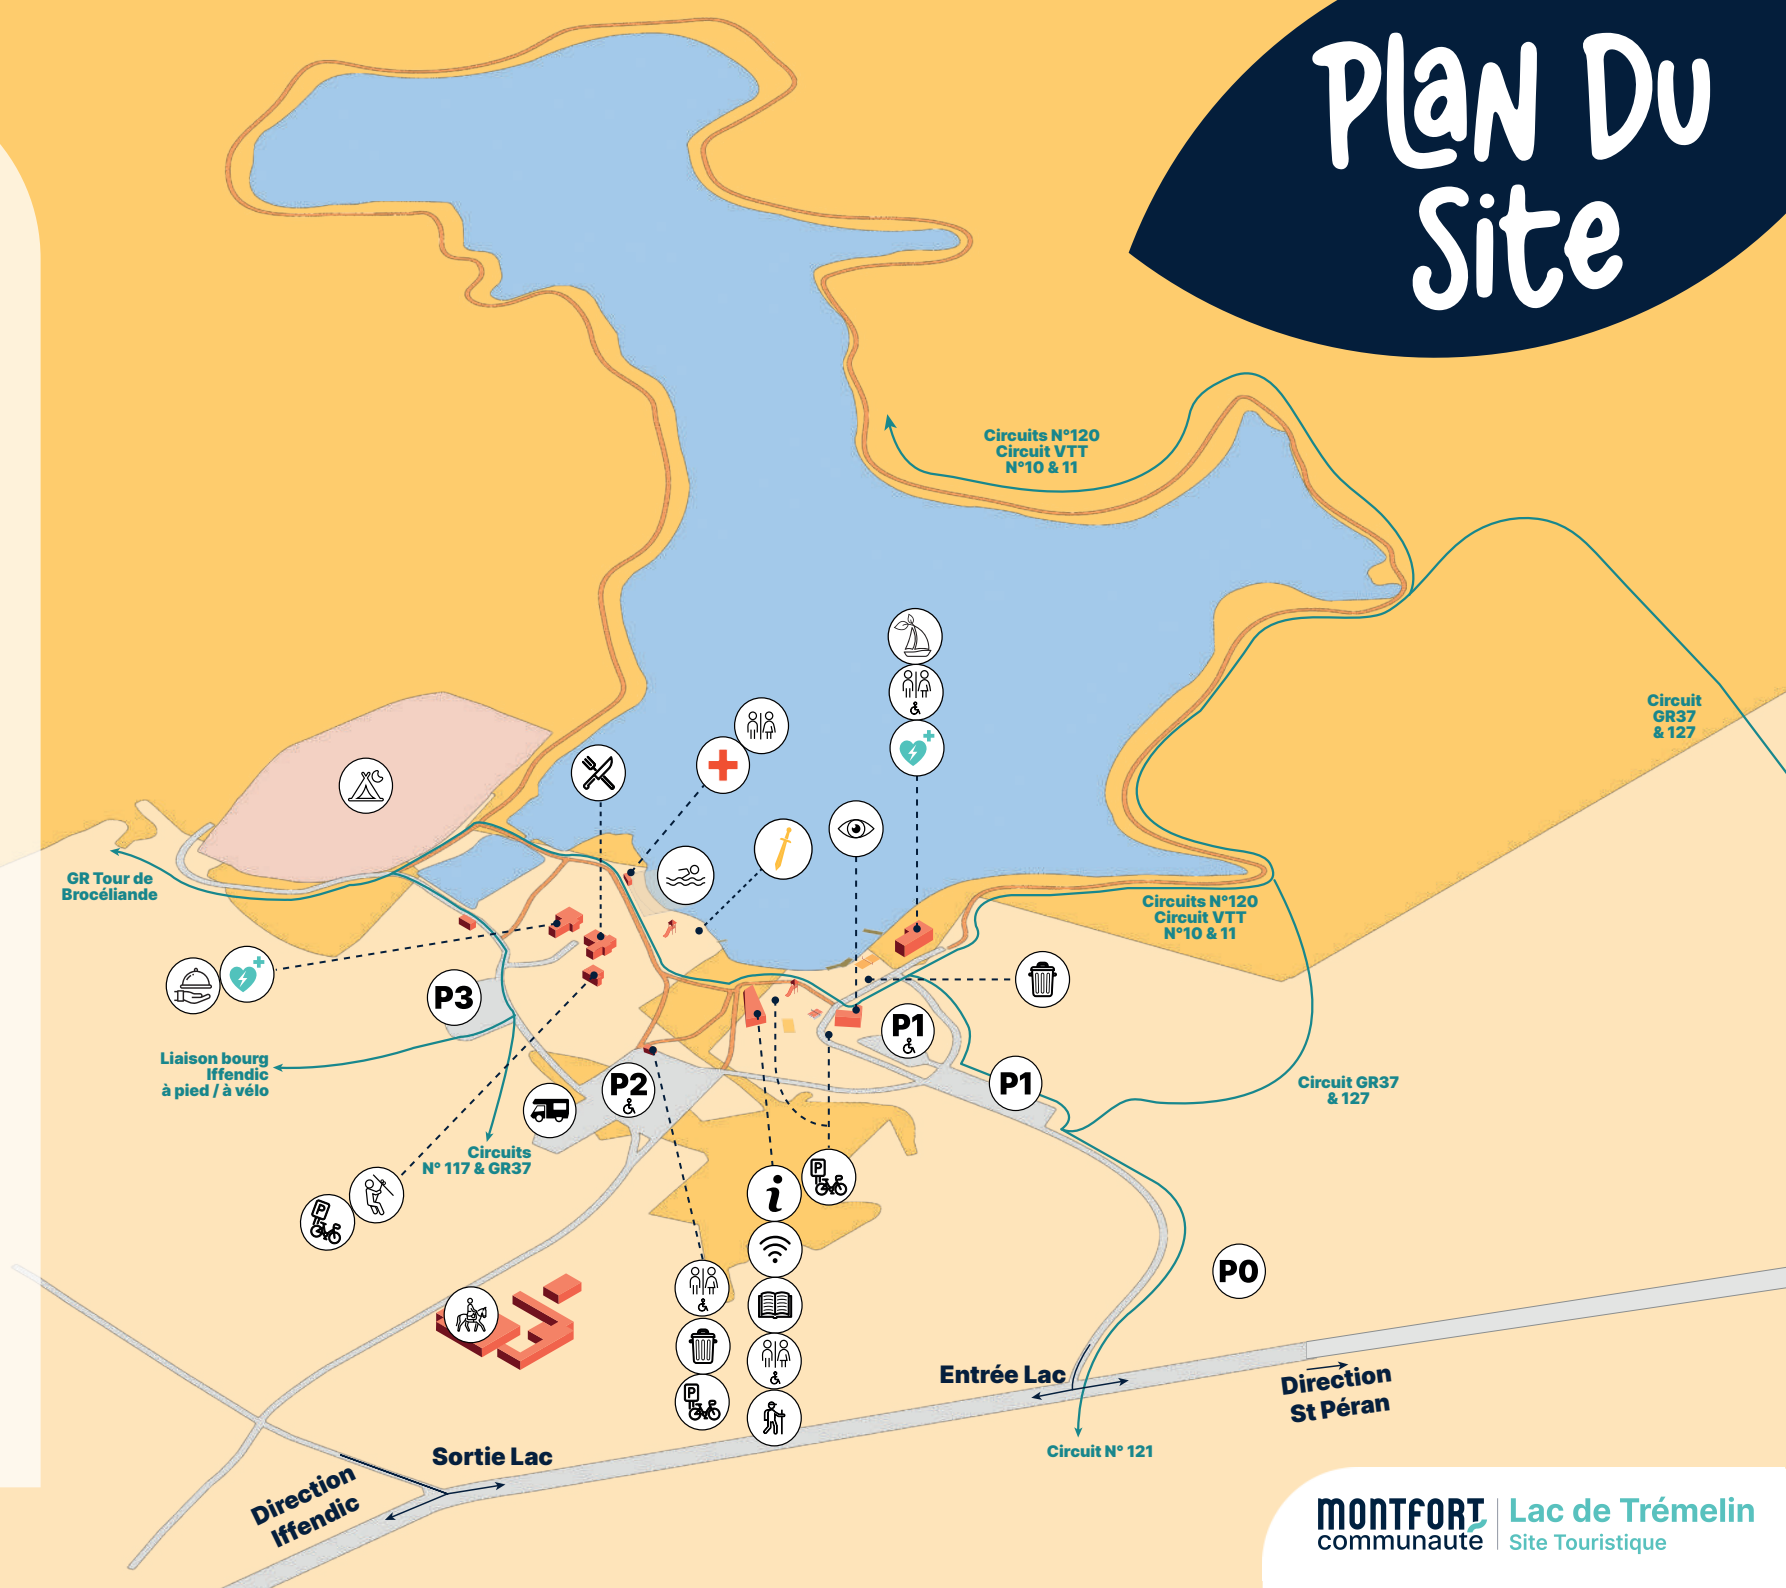 Plan Du
Site
Circuits N°120
Circuit VTT
N°10 & 11
Circuit
GR37
& 127
GR Tour de
Brocéliande
Circuits N°120
Circuit VTT
N°10 & 11
P3
P1
Liaison bourg
Iffendic
à pied / à vélo
P2
P1
Circuit GR37
& 127
Circuits
N° 117 & GR37
P
P
i
P0
P
Entrée Lac
Direction
St Péran
Sortie Lac
Circuit N° 121
Direction
Iffendic
MONTFORT
communauté
Lac de Trémelin
Site Touristique